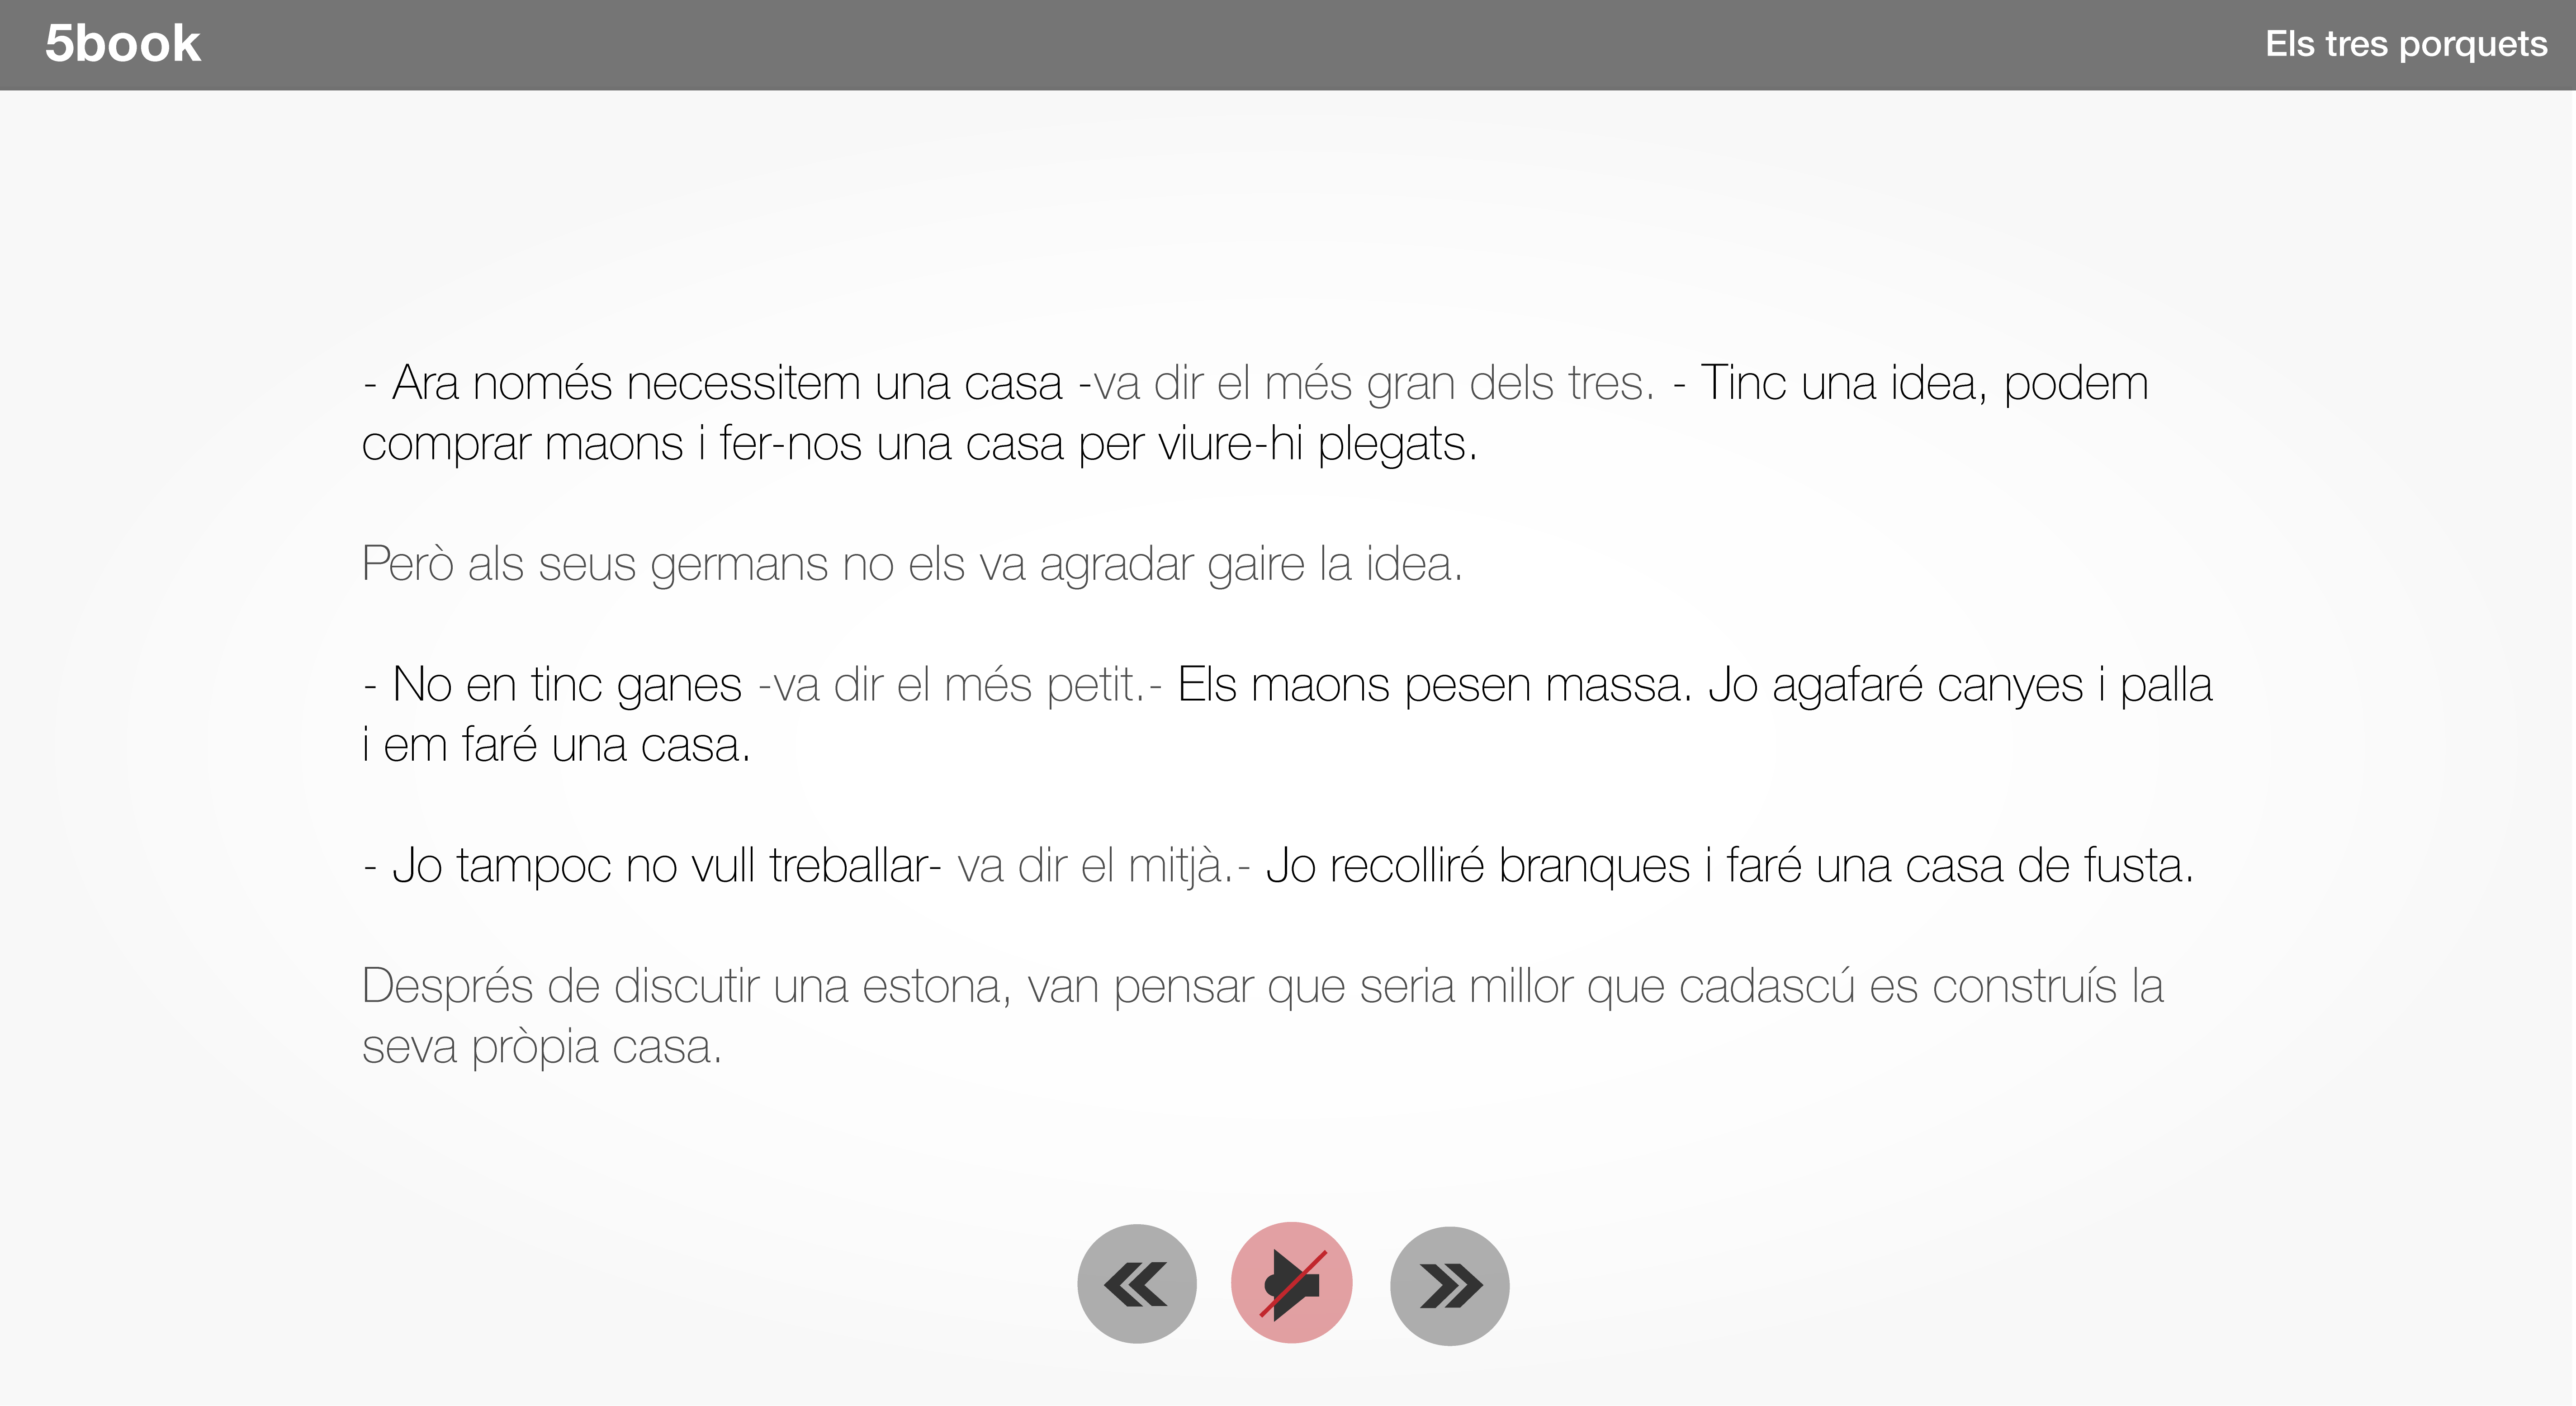 5book
Els tres porquets
- Ara només necessitem una casa -va dir el més gran dels tres. - Tinc una idea, podem
comprar maons i fer-nos una casa per viure-hi plegats.
Però als seus germans no els va agradar gaire la idea.
- No en tinc ganes -va dir el més petit.- Els maons pesen massa. Jo agafaré canyes i palla
i em faré una casa.
- Jo tampoc no vull treballar- va dir el mitjà.- Jo recolliré branques i faré una casa de fusta.
Després de discutir una estona, van pensar que seria millor que cadascú es construís la
seva pròpia casa.